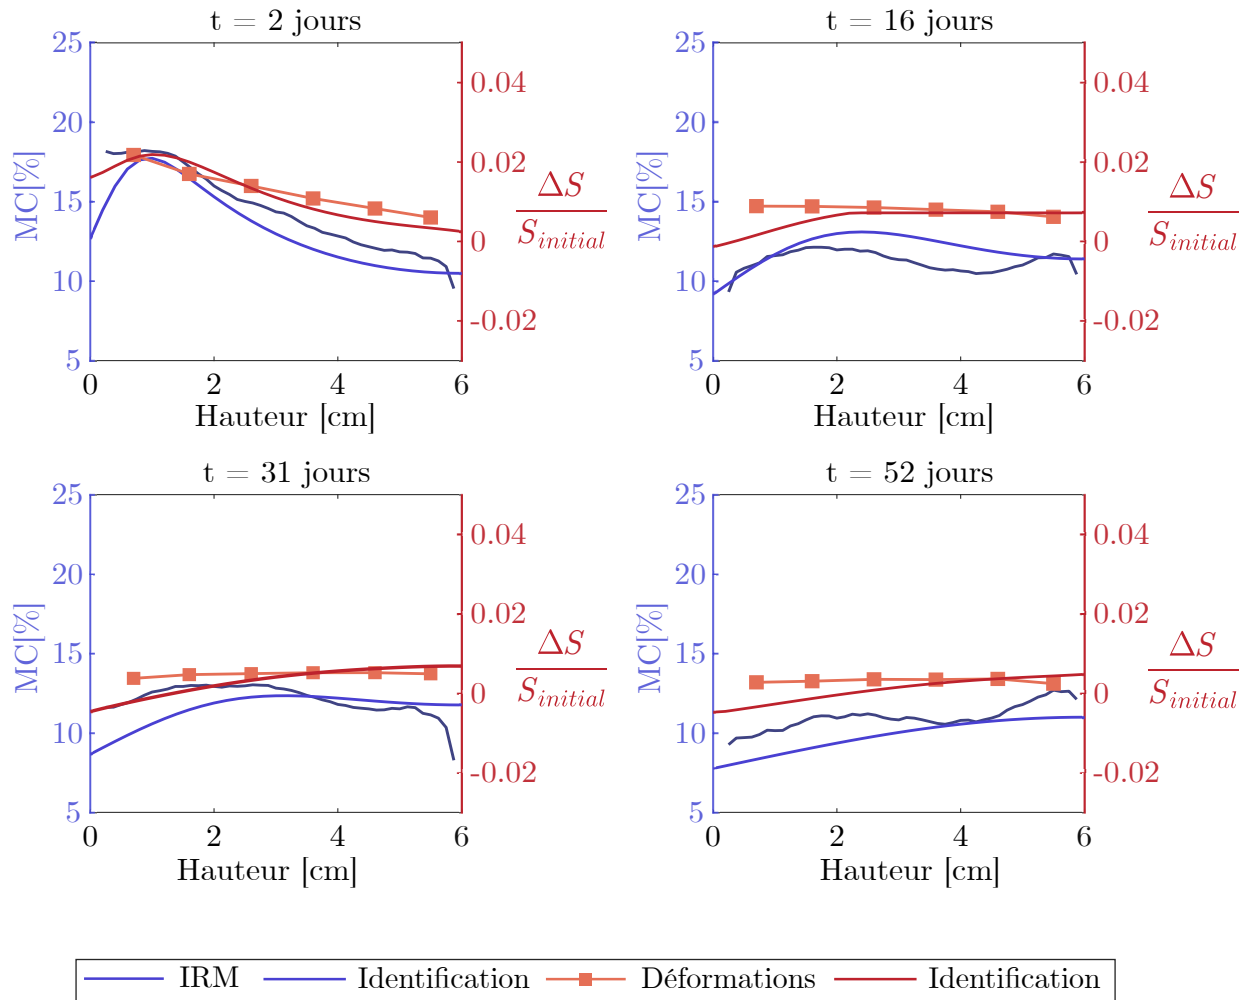 t = 2 jours
t = 16 jours
25
20
15
10
5
MC[%]
0.04
0.02
0
-0.02
ΔS
S_initial
0 2 4 6
Hauteur [cm]
25
20
15
10
5
MC[%]
0.04
0.02
0
-0.02
ΔS
S_initial
0 2 4 6
Hauteur [cm]
t = 31 jours
t = 52 jours
25
20
15
10
5
MC[%]
0.04
0.02
0
-0.02
ΔS
S_initial
0 2 4 6
Hauteur [cm]
25
20
15
10
5
MC[%]
0.04
0.02
0
-0.02
ΔS
S_initial
0 2 4 6
Hauteur [cm]
IRM Identification Déformations Identification